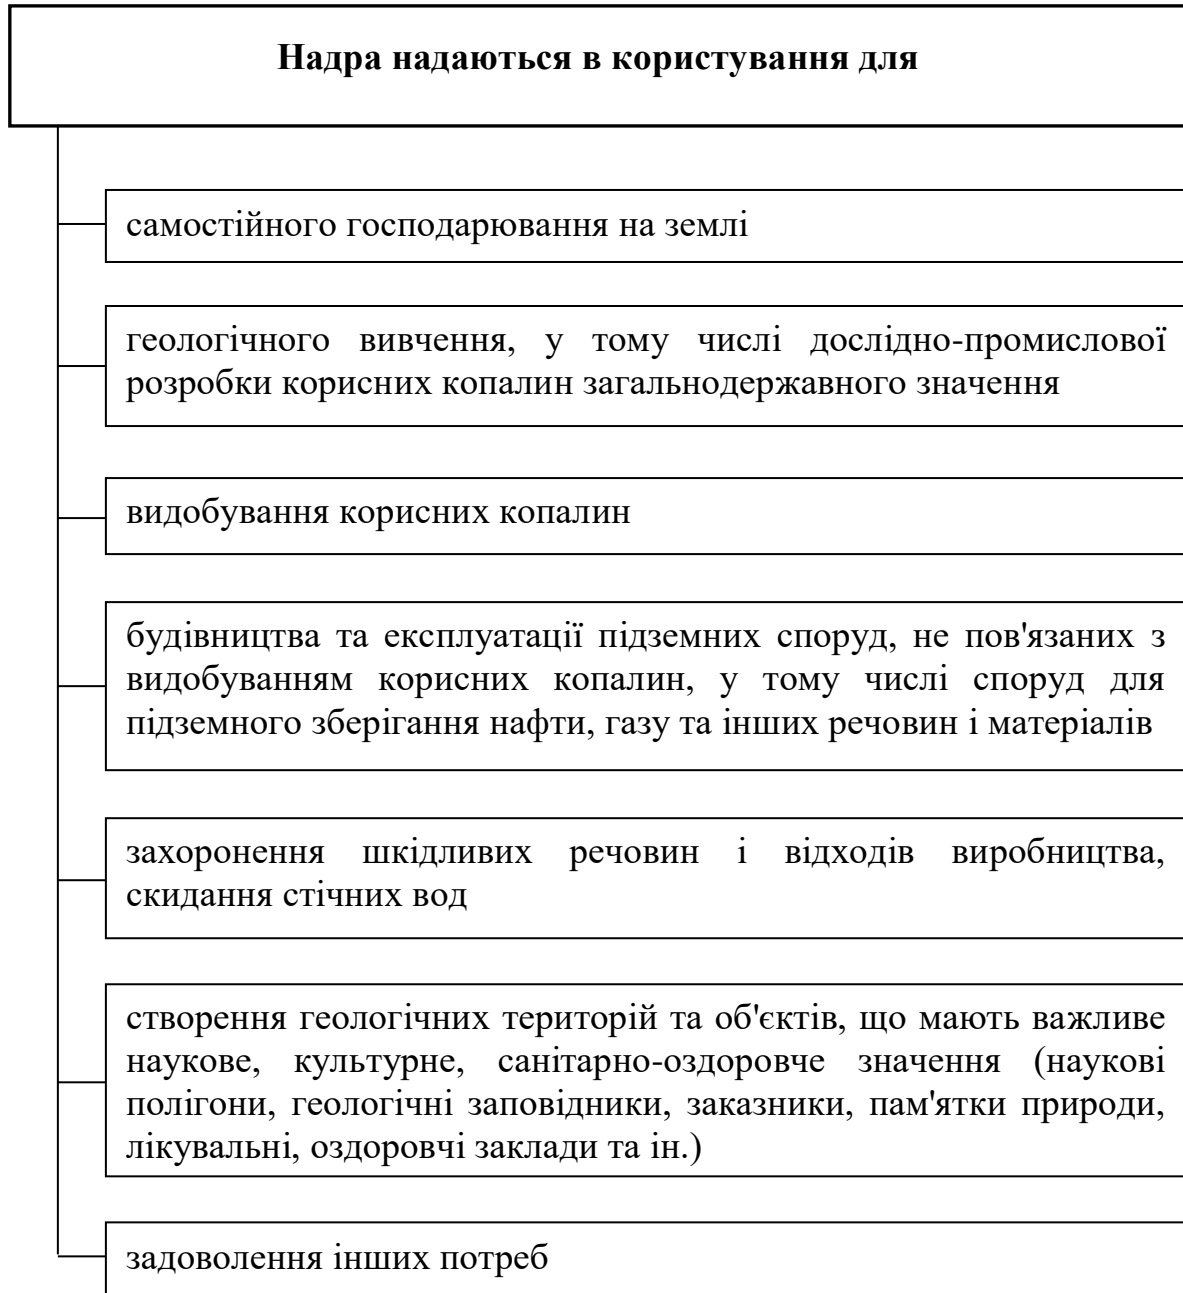 Надра надаються в користування для
самостійного господарювання на землі
геологічного вивчення, у тому числі дослідно-промислової
розробки корисних копалин загальнодержавного значення
видобування корисних копалин
будівництва та експлуатації підземних споруд, не пов'язаних з
видобуванням корисних копалин, у тому числі споруд для
підземного зберігання нафти, газу та інших речовин і матеріалів
захоронення шкідливих речовин і відходів виробництва,
скидання стічних вод
створення геологічних територій та об'єктів, що мають важливе
наукове, культурне, санітарно-оздоровче значення (наукові
полігони, геологічні заповідники, заказники, пам'ятки природи,
лікувальні, оздоровчі заклади та ін.)
задоволення інших потреб